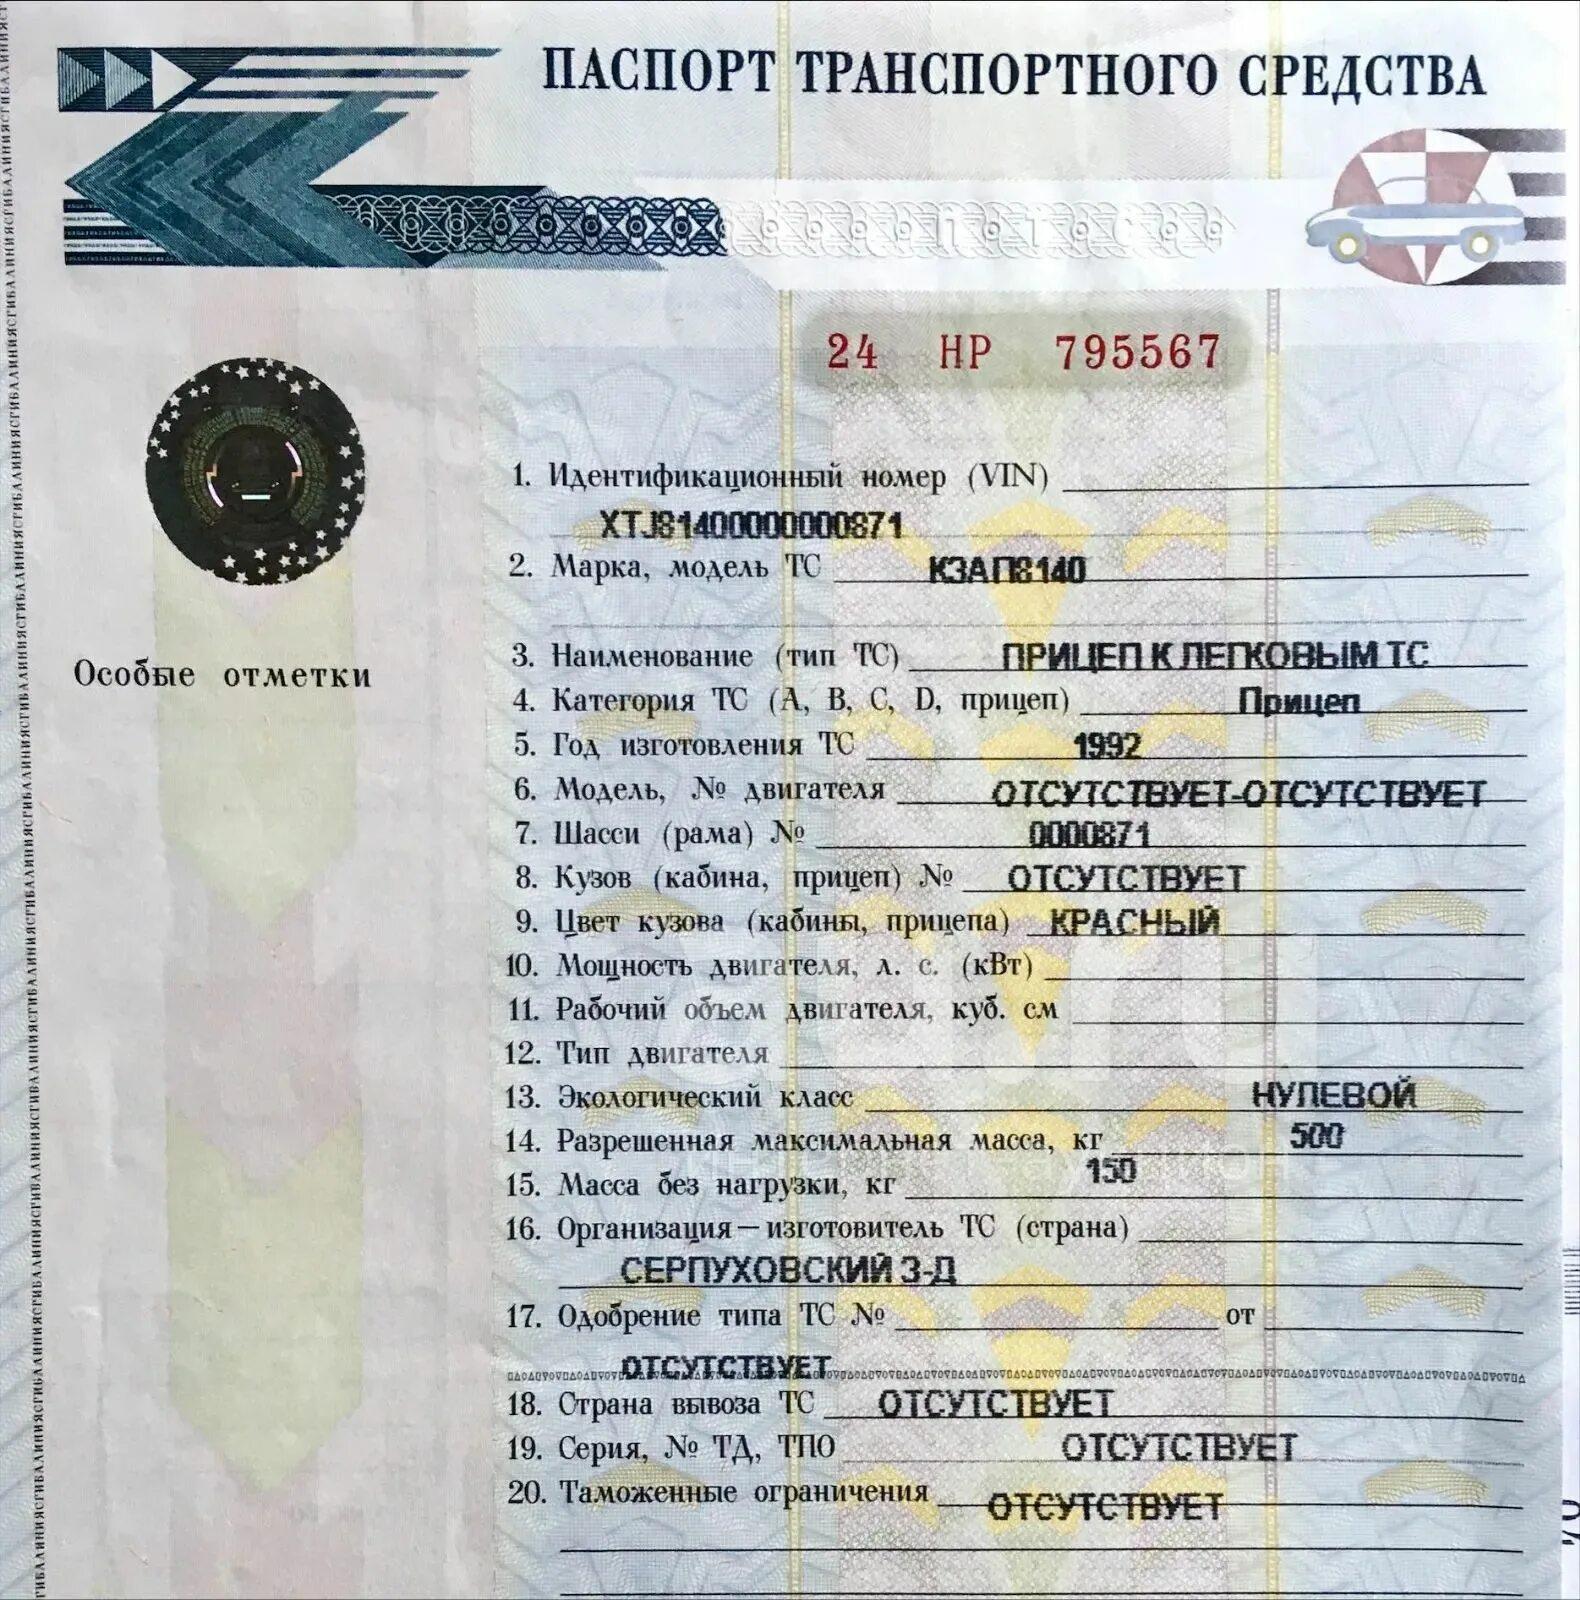 ПАСПОРТ ТРАНСПОРТНОГО СРЕДСТВА
24 НР 795567
1. Идентификационный номер (VIN)
XTJ81400000000871
2. Марка, модель ТС КЗАП8140
Особые отметки
3. Наименование (тип ТС) ПРИЦЕП К ЛЕГКОВЫМ ТС
4. Категория ТС (A, B, C, D, прицеп) Прицеп
5. Год изготовления ТС 1992
6. Модель, № двигателя ОТСУТСТВУЕТ-ОТСУТСТВУЕТ
7. Шасси (рама) № 0000871
8. Кузов (кабина, прицеп) № ОТСУТСТВУЕТ
9. Цвет кузова (кабины, прицепа) КРАСНЫЙ
10. Мощность двигателя, л. с. (кВт)
11. Рабочий объем двигателя, куб. см
12. Тип двигателя
13. Экологический класс НУЛЕВОЙ
14. Разрешенная максимальная масса, кг 500
15. Масса без нагрузки, кг 150
16. Организация—изготовитель ТС (страна)
СЕРПУХОВСКИЙ З-Д
17. Одобрение типа ТС № от
ОТСУТСТВУЕТ
18. Страна вывоза ТС ОТСУТСТВУЕТ
19. Серия, № ТД, ТПО ОТСУТСТВУЕТ
20. Таможенные ограничения ОТСУТСТВУЕТ